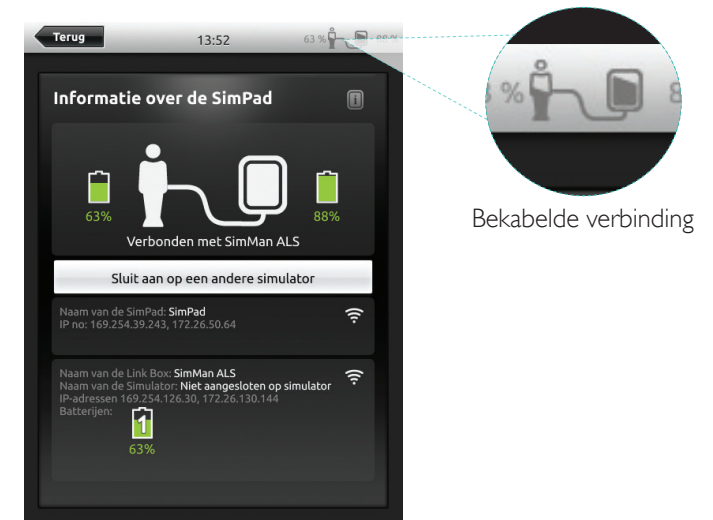 Terug
13:52
63 %
88 %
Informatie over de SimPad
63%
88%
Verbonden met SimMan ALS
Sluit aan op een andere simulator
Naam van de SimPad: SimPad
IP no: 169.254.39.243, 172.26.50.64
Naam van de Link Box: SimMan ALS
Naam van de Simulator: Niet aangesloten op simulator
IP-adressen 169.254.126.30, 172.26.130.144
Batterijen:
1
63%
%
8
Bekabelde verbinding